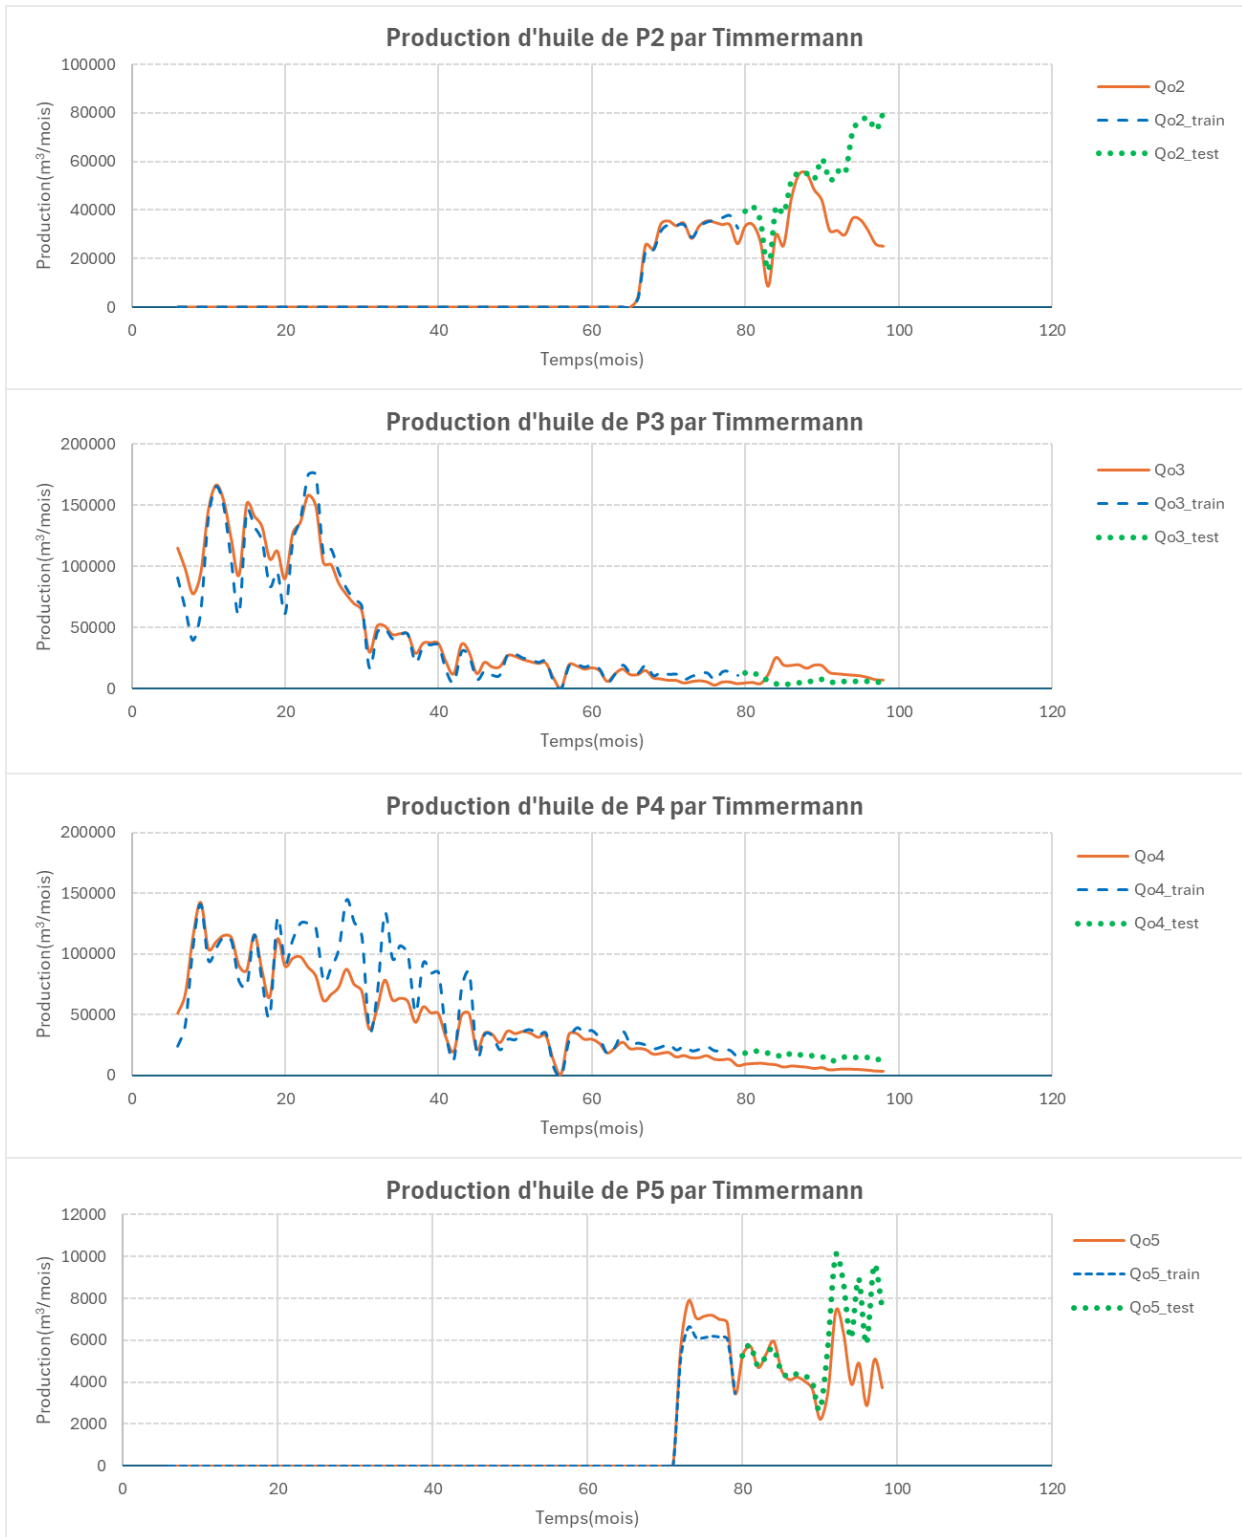 Production d'huile de P2 par Timmermann
Production(m³/mois)
100000
80000
60000
40000
20000
0
0 20 40 60 80 100 120
Temps(mois)
Qo2
Qo2_train
Qo2_test
Production d'huile de P3 par Timmermann
Production(m³/mois)
200000
150000
100000
50000
0
0 20 40 60 80 100 120
Temps(mois)
Qo3
Qo3_train
Qo3_test
Production d'huile de P4 par Timmermann
Production(m³/mois)
200000
150000
100000
50000
0
0 20 40 60 80 100 120
Temps(mois)
Qo4
Qo4_train
Qo4_test
Production d'huile de P5 par Timmermann
Production(m³/mois)
12000
10000
8000
6000
4000
2000
0
0 20 40 60 80 100 120
Temps(mois)
Qo5
Qo5_train
Qo5_test